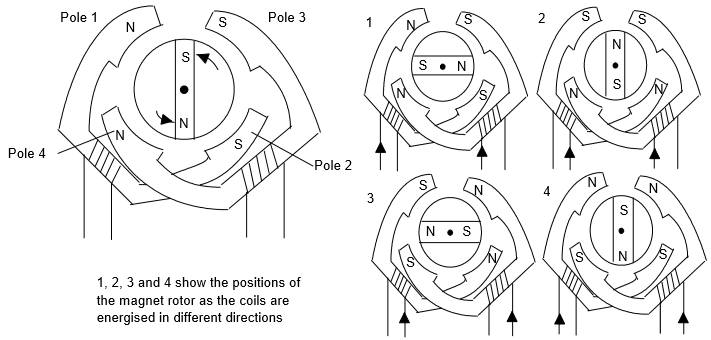 Pole 1
N
S
Pole 3
S
N
N
S
Pole 4
Pole 2
1, 2, 3 and 4 show the positions of
the magnet rotor as the coils are
energised in different directions
1
N
S
S N
N
S
2
S
S
N
S
N
N
3
S
N
N S
S
N
4
N
N
S
N
S
S